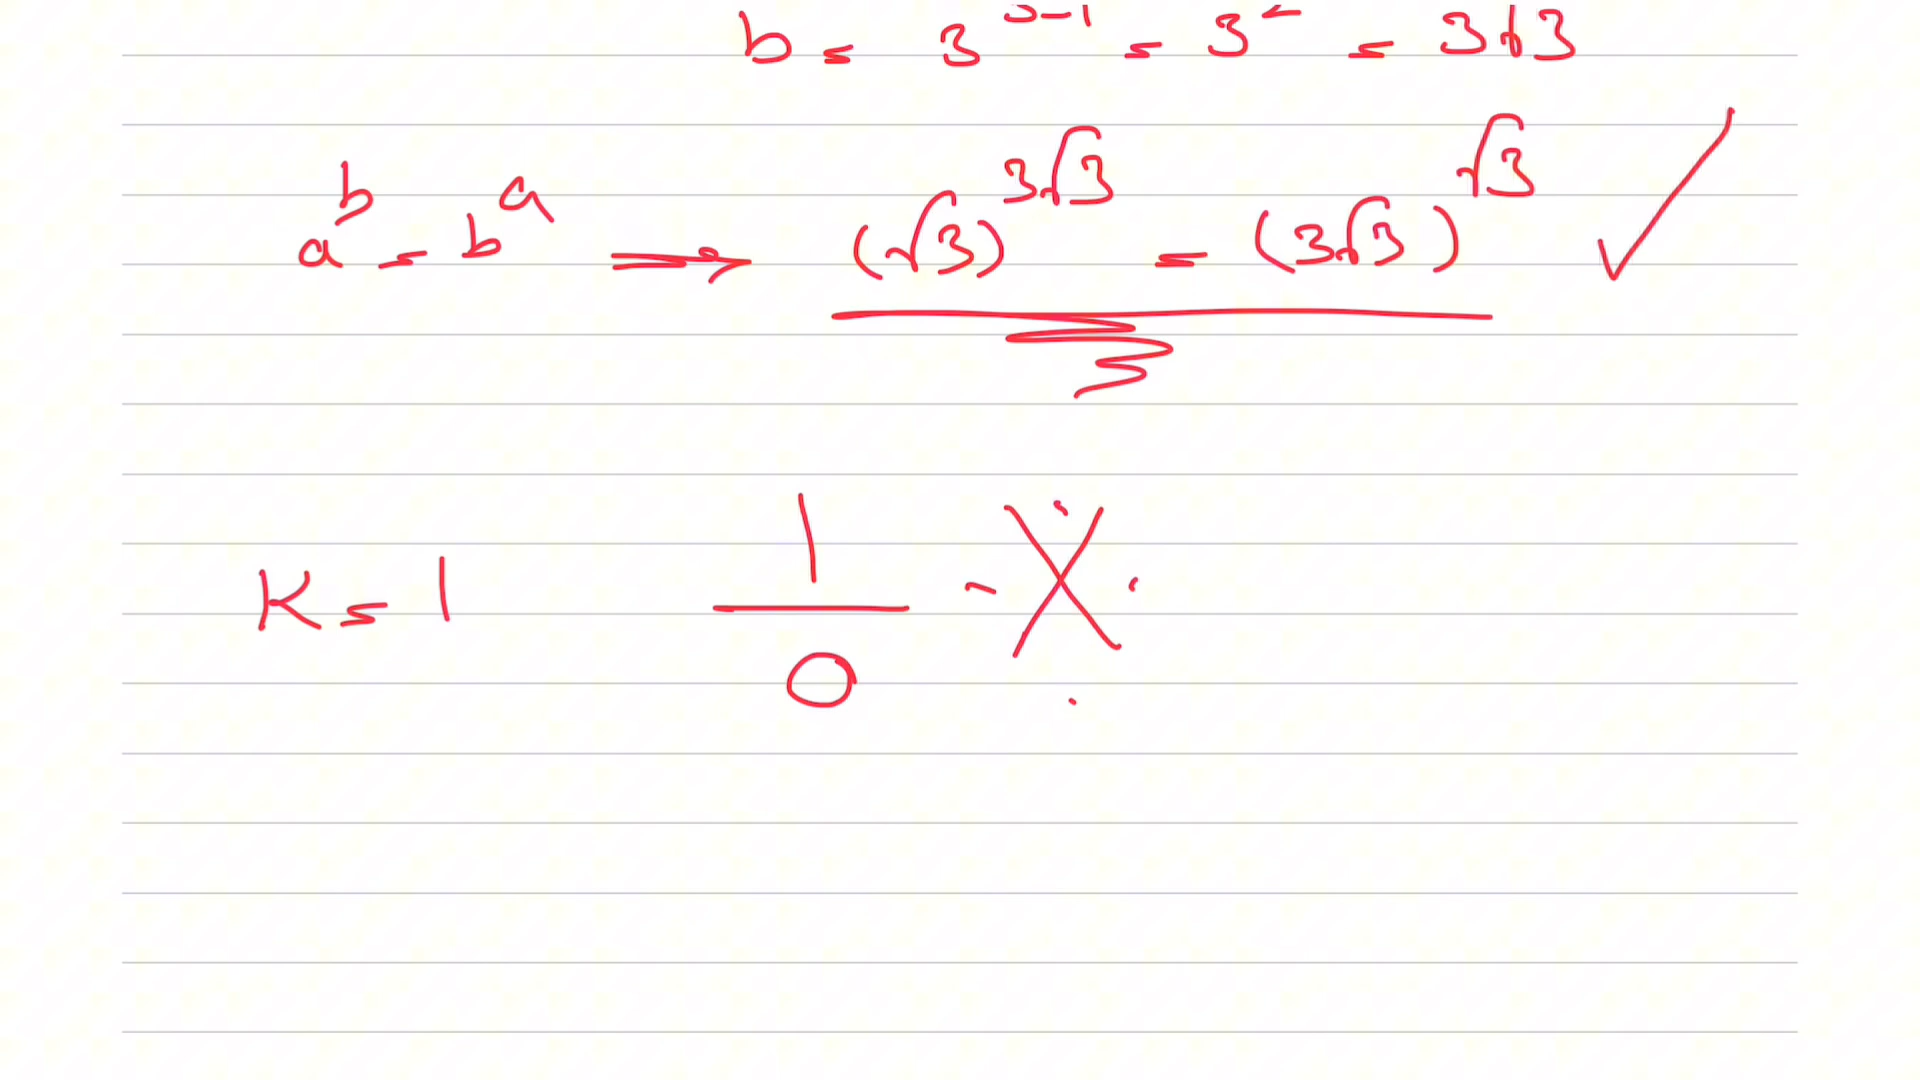 b = 3^(3-1) = 3^2 = 3√3
a^b = b^a ⟹ (√3)^(3√3) = (3√3)^(√3) ✓
K = 1 1/0 - X